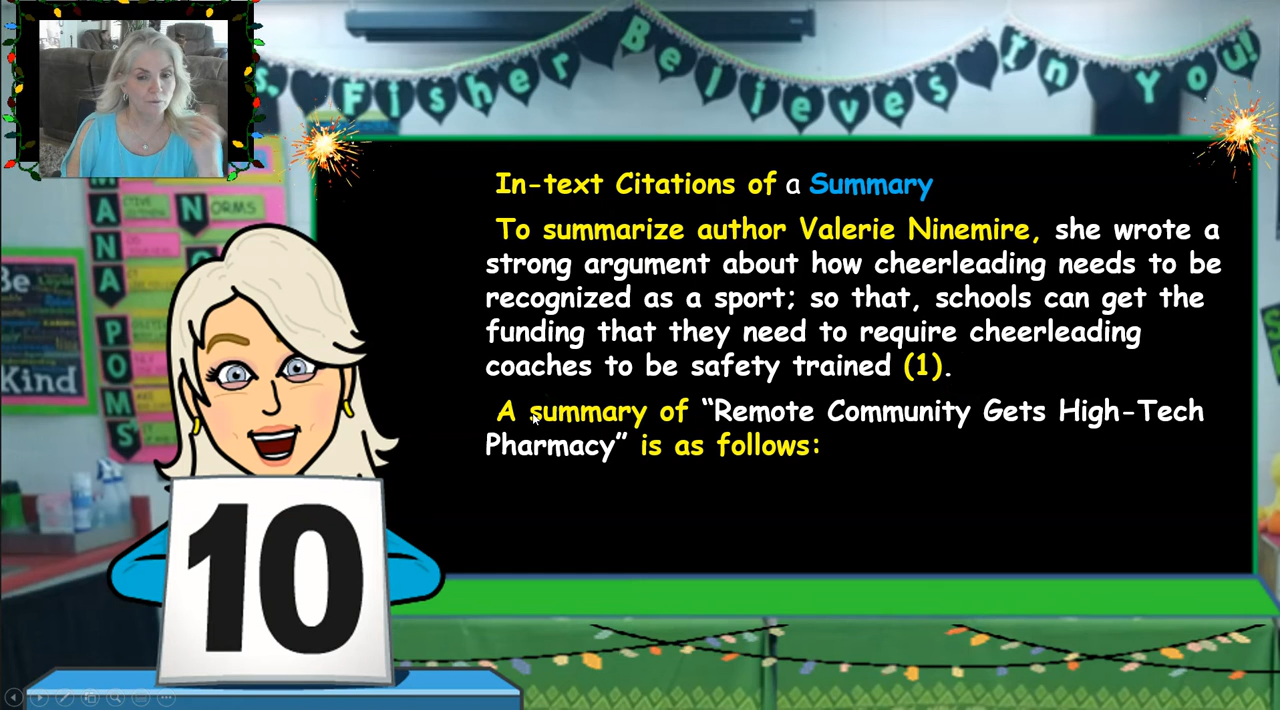 s. Fisher Believes In You!
In-text Citations of a Summary
To summarize author Valerie Ninemire, she wrote a
strong argument about how cheerleading needs to be
recognized as a sport; so that, schools can get the
funding that they need to require cheerleading
coaches to be safety trained (1).
A summary of “Remote Community Gets High-Tech
Pharmacy” is as follows:
MANA
POMS
NORMS
Be
Kind
10